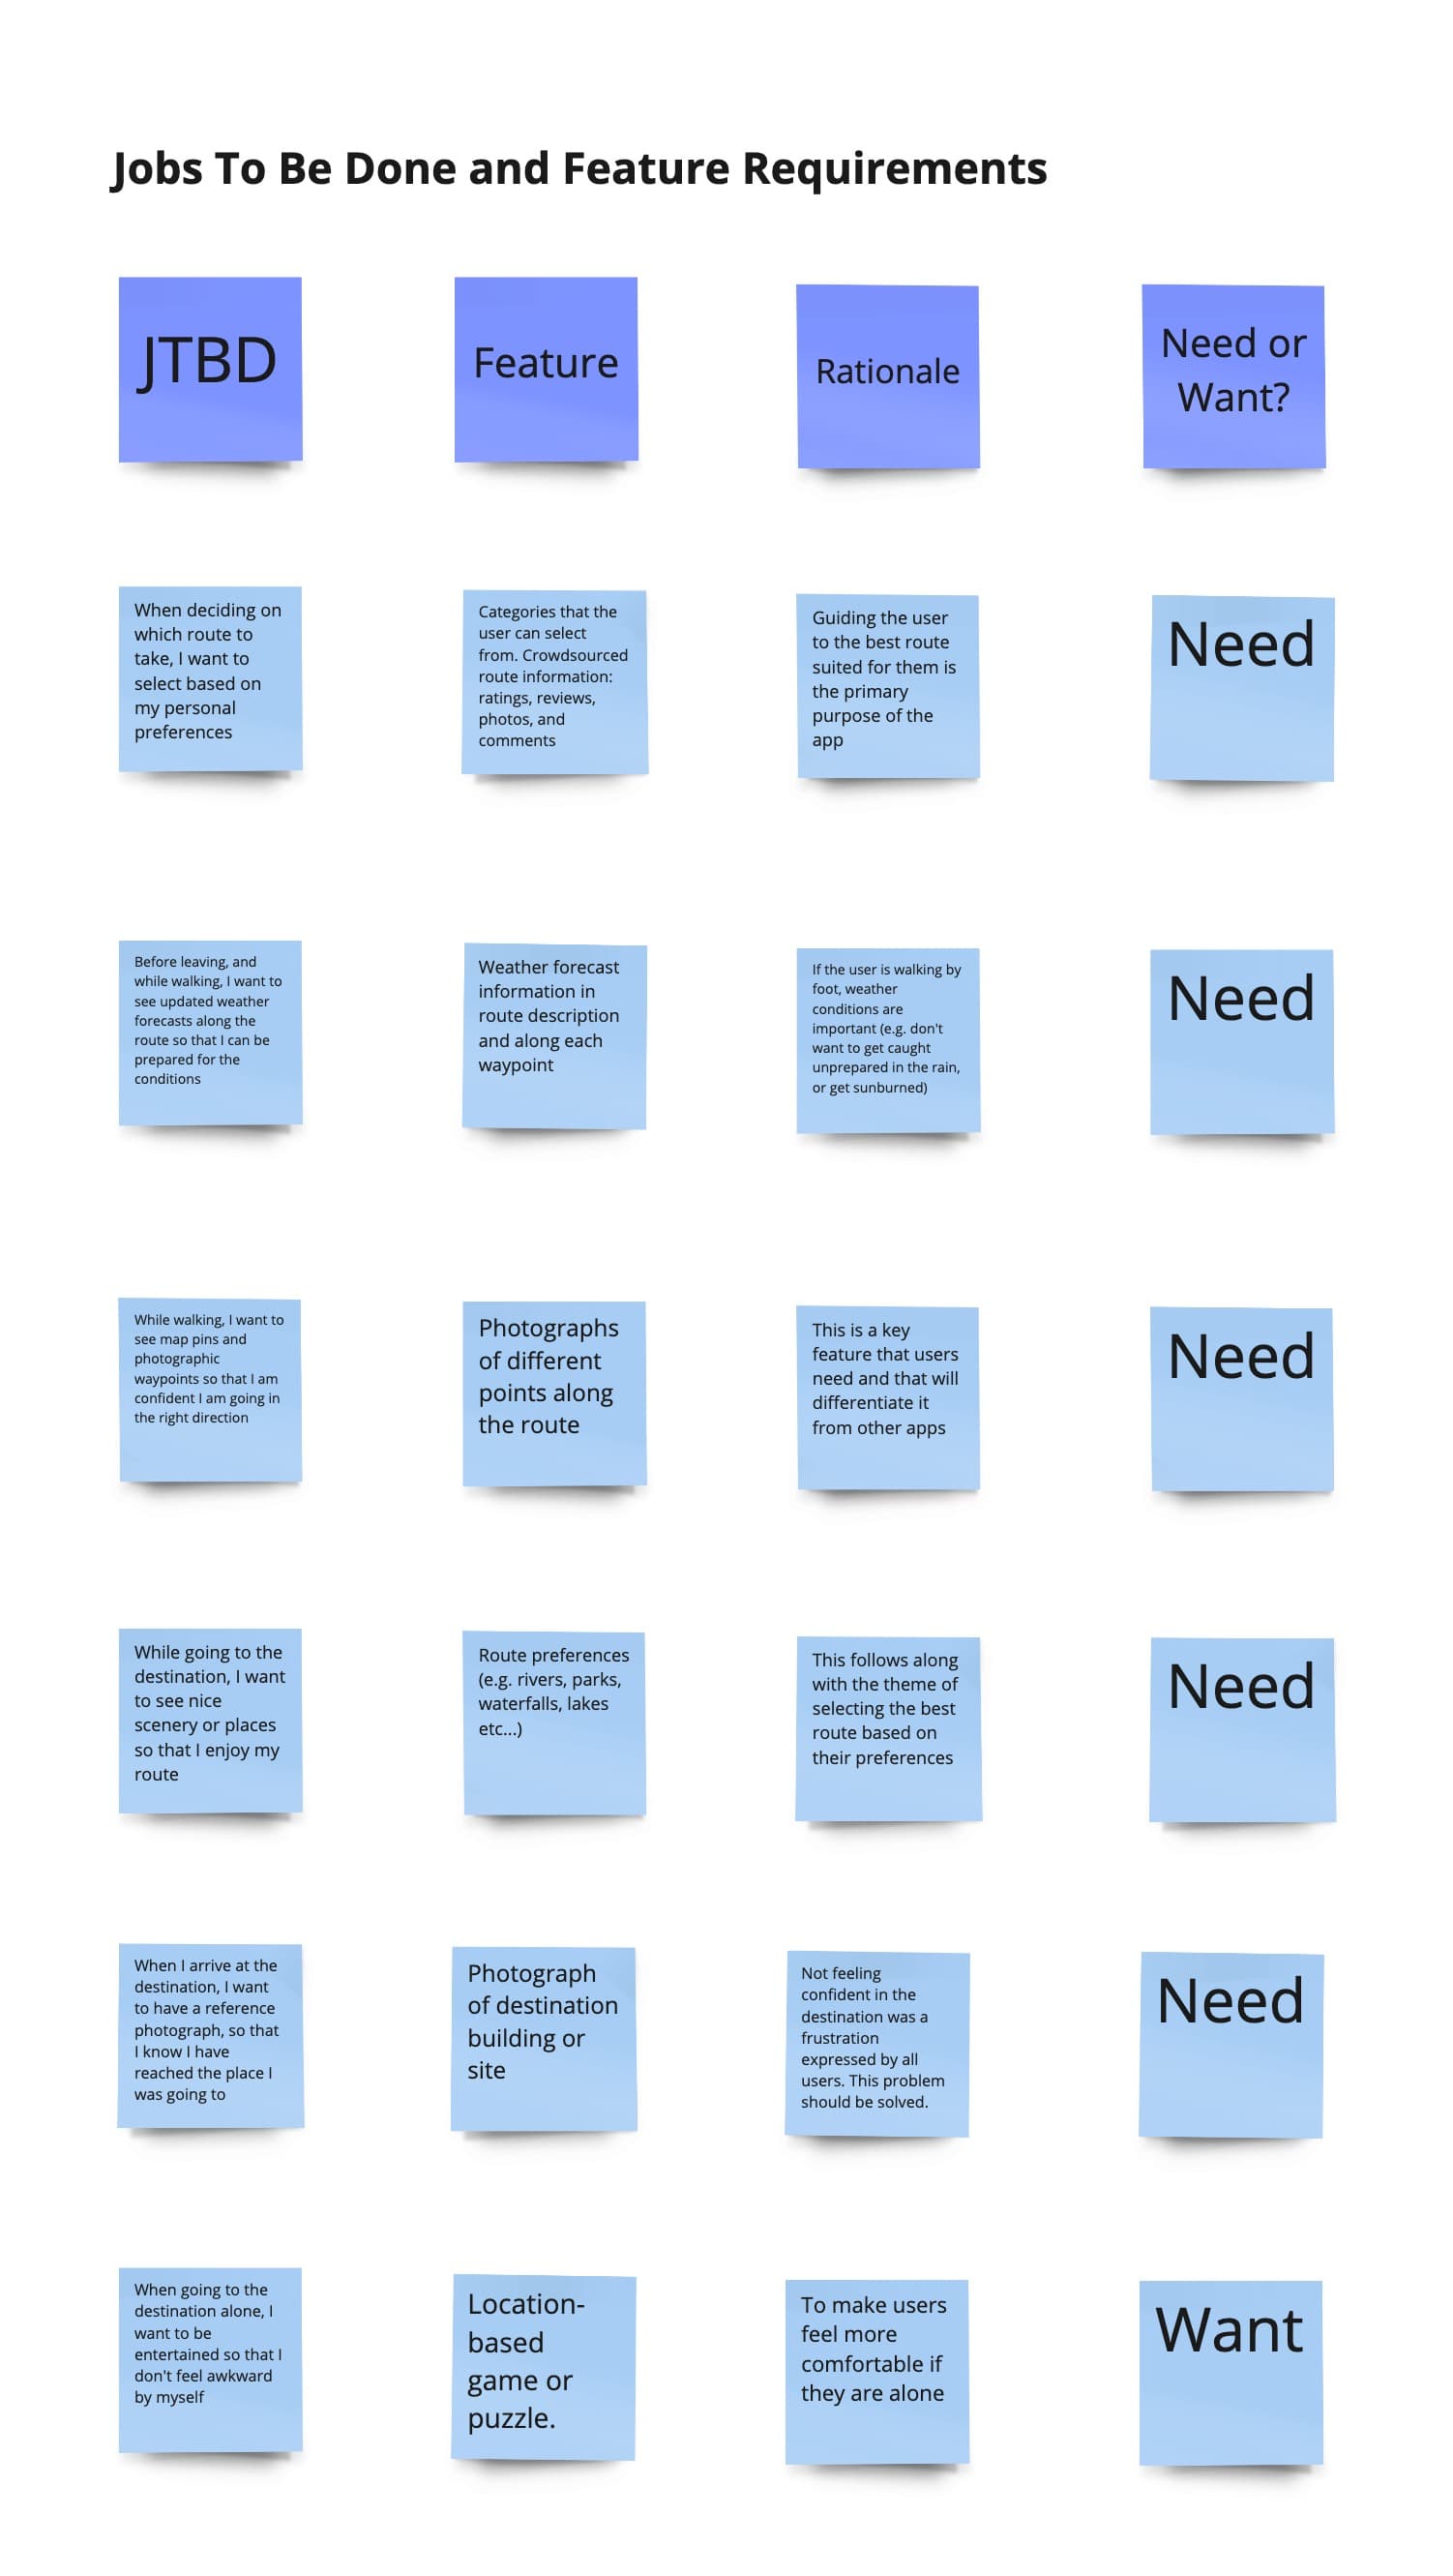 Jobs To Be Done and Feature Requirements
JTBD
Feature
Rationale
Need or
Want?
When deciding on
which route to
take, I want to
select based on
my personal
preferences
Categories that the
user can select
from. Crowdsourced
route information:
ratings, reviews,
photos, and
comments
Guiding the user
to the best route
suited for them is
the primary
purpose of the
app
Need
Before leaving, and
while walking, I want to
see updated weather
forecasts along the
route so that I can be
prepared for the
conditions
Weather forecast
information in
route description
and along each
waypoint
If the user is walking by
foot, weather
conditions are
important (e.g. don't
want to get caught
unprepared in the rain,
or get sunburned)
Need
While walking, I want to
see map pins and
photographic
waypoints so that I am
confident I am going in
the right direction
Photographs
of different
points along
the route
This is a key
feature that users
need and that will
differentiate it
from other apps
Need
While going to the
destination, I want
to see nice
scenery or places
so that I enjoy my
route
Route preferences
(e.g. rivers, parks,
waterfalls, lakes
etc...)
This follows along
with the theme of
selecting the best
route based on
their preferences
Need
When I arrive at the
destination, I want
to have a reference
photograph, so that
I know I have
reached the place I
was going to
Photograph
of destination
building or
site
Not feeling
confident in the
destination was a
frustration
expressed by all
users. This problem
should be solved.
Need
When going to the
destination alone, I
want to be
entertained so that I
don't feel awkward
by myself
Location-
based
game or
puzzle.
To make users
feel more
comfortable if
they are alone
Want